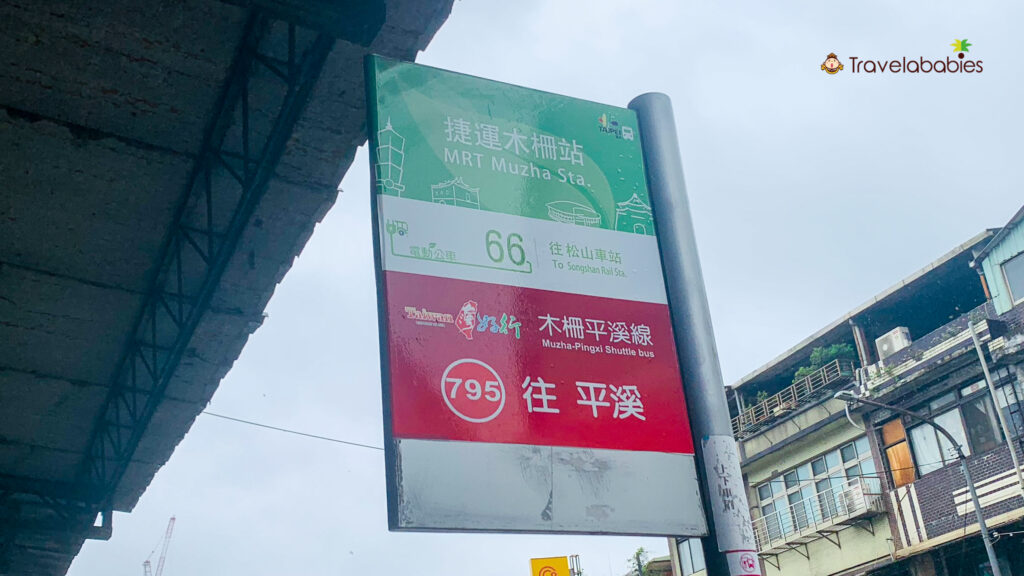 Travelababies
TAIPEI
捷運木柵站
MRT Muzha Sta.
電動公車
66
往松山車站
To Songshan Rail Sta.
Taiwan
好行
木柵平溪線
Muzha-Pingxi Shuttle bus
795
往 平溪